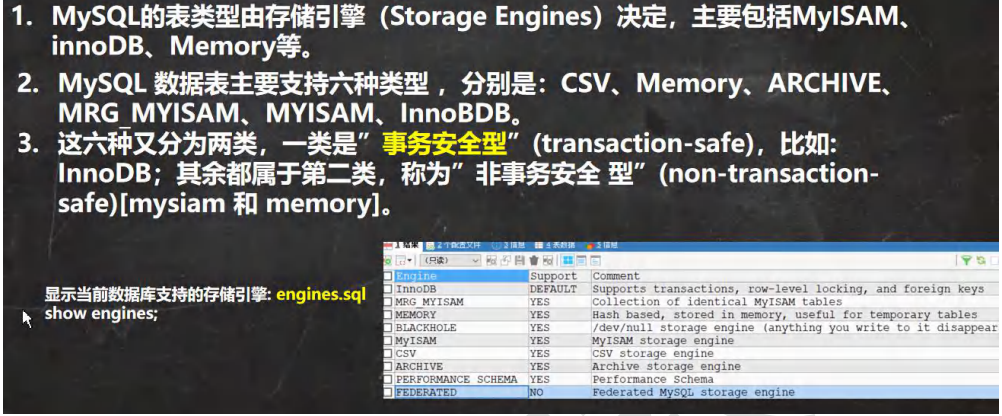 1. MySQL的表类型由存储引擎（Storage Engines）决定，主要包括MyISAM、
innoDB、Memory等。
2. MySQL 数据表主要支持六种类型 ，分别是：CSV、Memory、ARCHIVE、
MRG_MYISAM、MYISAM、InnoBDB。
3. 这六种又分为两类，一类是”事务安全型”(transaction-safe)，比如:
InnoDB；其余都属于第二类，称为”非事务安全 型”(non-transaction-
safe)[mysiam 和 memory]。
显示当前数据库支持的存储引擎: engines.sql
show engines;
1 结果 2 个配置文件 3 信息 3 表数据 2 信息
(只读)
Engine Support Comment
InnoDB DEFAULT Supports transactions, row-level locking, and foreign keys
MRG_MYISAM YES Collection of identical MyISAM tables
MEMORY YES Hash based, stored in memory, useful for temporary tables
BLACKHOLE YES /dev/null storage engine (anything you write to it disappear
MyISAM YES MyISAM storage engine
CSV YES CSV storage engine
ARCHIVE YES Archive storage engine
PERFORMANCE_SCHEMA YES Performance Schema
FEDERATED NO Federated MySQL storage engine